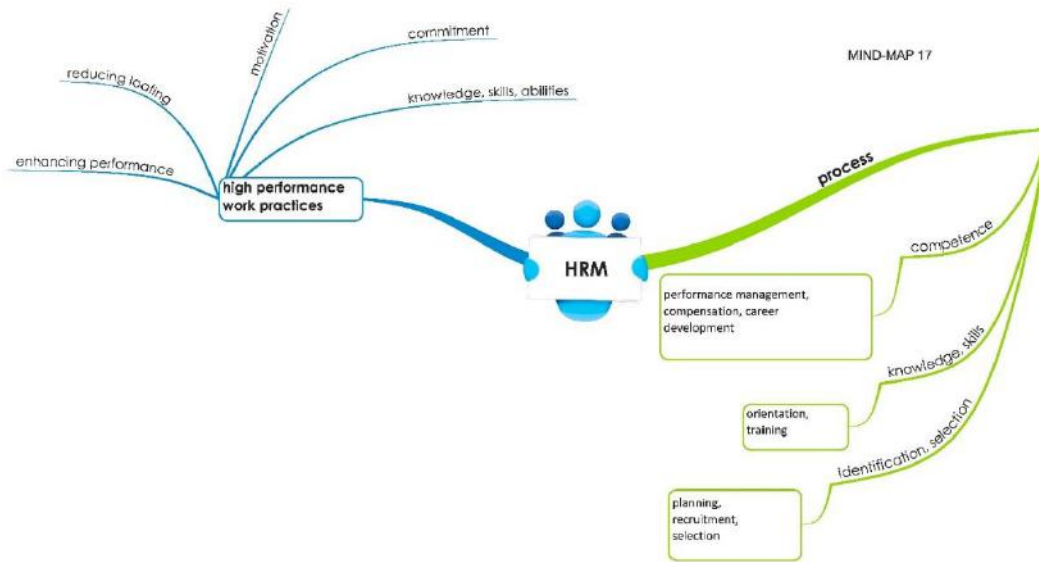 MIND-MAP 17
motivation
commitment
reducing loafing
knowledge, skills, abilities
enhancing performance
high performance
work practices
HRM
process
competence
performance management,
compensation, career
development
knowledge, skills
orientation,
training
identification, selection
planning,
recruitment,
selection